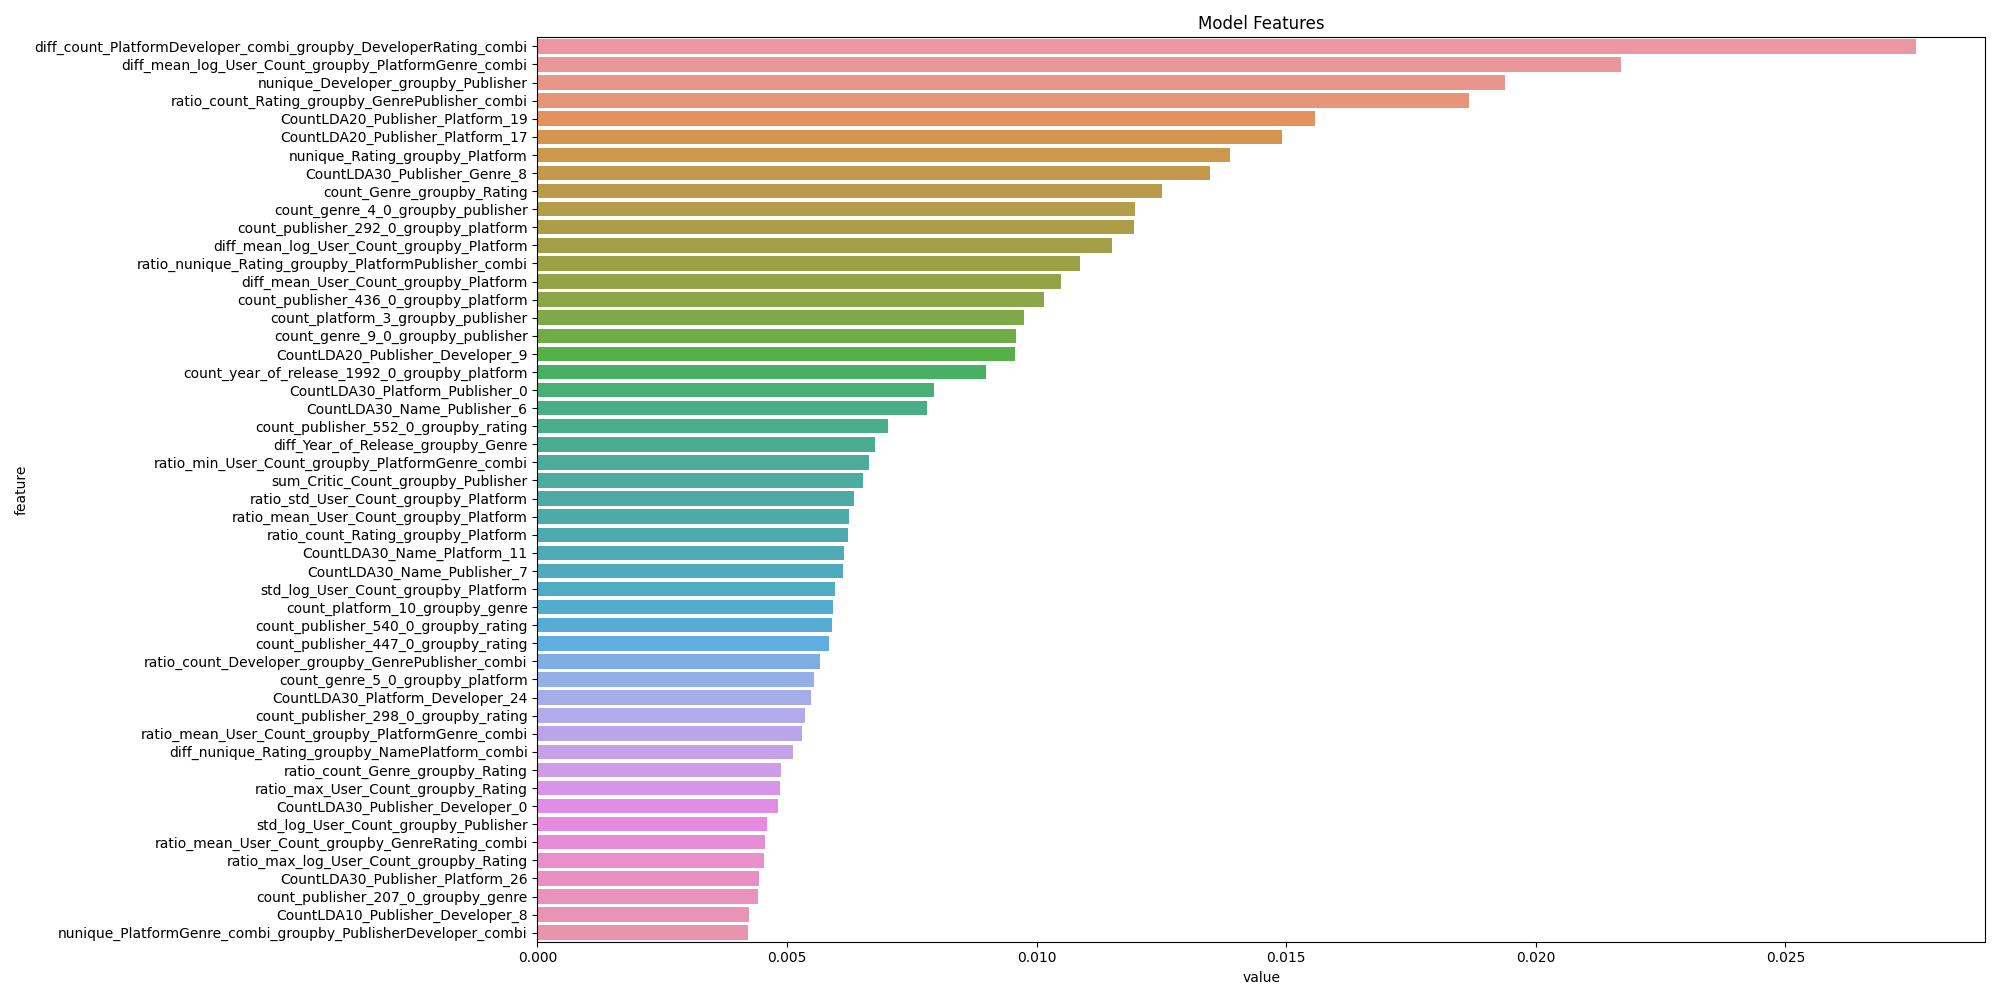 Model Features
diff_count_PlatformDeveloper_combi_groupby_DeveloperRating_combi
diff_mean_log_User_Count_groupby_PlatformGenre_combi
nunique_Developer_groupby_Publisher
ratio_count_Rating_groupby_GenrePublisher_combi
CountLDA20_Publisher_Platform_19
CountLDA20_Publisher_Platform_17
nunique_Rating_groupby_Platform
CountLDA30_Publisher_Genre_8
count_Genre_groupby_Rating
count_genre_4_0_groupby_publisher
count_publisher_292_0_groupby_platform
diff_mean_log_User_Count_groupby_Platform
ratio_nunique_Rating_groupby_PlatformPublisher_combi
diff_mean_User_Count_groupby_Platform
count_publisher_436_0_groupby_platform
count_platform_3_groupby_publisher
count_genre_9_0_groupby_publisher
CountLDA20_Publisher_Developer_9
count_year_of_release_1992_0_groupby_platform
CountLDA30_Platform_Publisher_0
CountLDA30_Name_Publisher_6
count_publisher_552_0_groupby_rating
diff_Year_of_Release_groupby_Genre
ratio_min_User_Count_groupby_PlatformGenre_combi
sum_Critic_Count_groupby_Publisher
ratio_std_User_Count_groupby_Platform
ratio_mean_User_Count_groupby_Platform
ratio_count_Rating_groupby_Platform
CountLDA30_Name_Platform_11
CountLDA30_Name_Publisher_7
std_log_User_Count_groupby_Platform
count_platform_10_groupby_genre
count_publisher_540_0_groupby_rating
count_publisher_447_0_groupby_rating
ratio_count_Developer_groupby_GenrePublisher_combi
count_genre_5_0_groupby_platform
CountLDA30_Platform_Developer_24
count_publisher_298_0_groupby_rating
ratio_mean_User_Count_groupby_PlatformGenre_combi
diff_nunique_Rating_groupby_NamePlatform_combi
ratio_count_Genre_groupby_Rating
ratio_max_User_Count_groupby_Rating
CountLDA30_Publisher_Developer_0
std_log_User_Count_groupby_Publisher
ratio_mean_User_Count_groupby_GenreRating_combi
ratio_max_log_User_Count_groupby_Rating
CountLDA30_Publisher_Platform_26
count_publisher_207_0_groupby_genre
CountLDA10_Publisher_Developer_8
nunique_PlatformGenre_combi_groupby_PublisherDeveloper_combi
feature
0.000 0.005 0.010 0.015 0.020 0.025
value